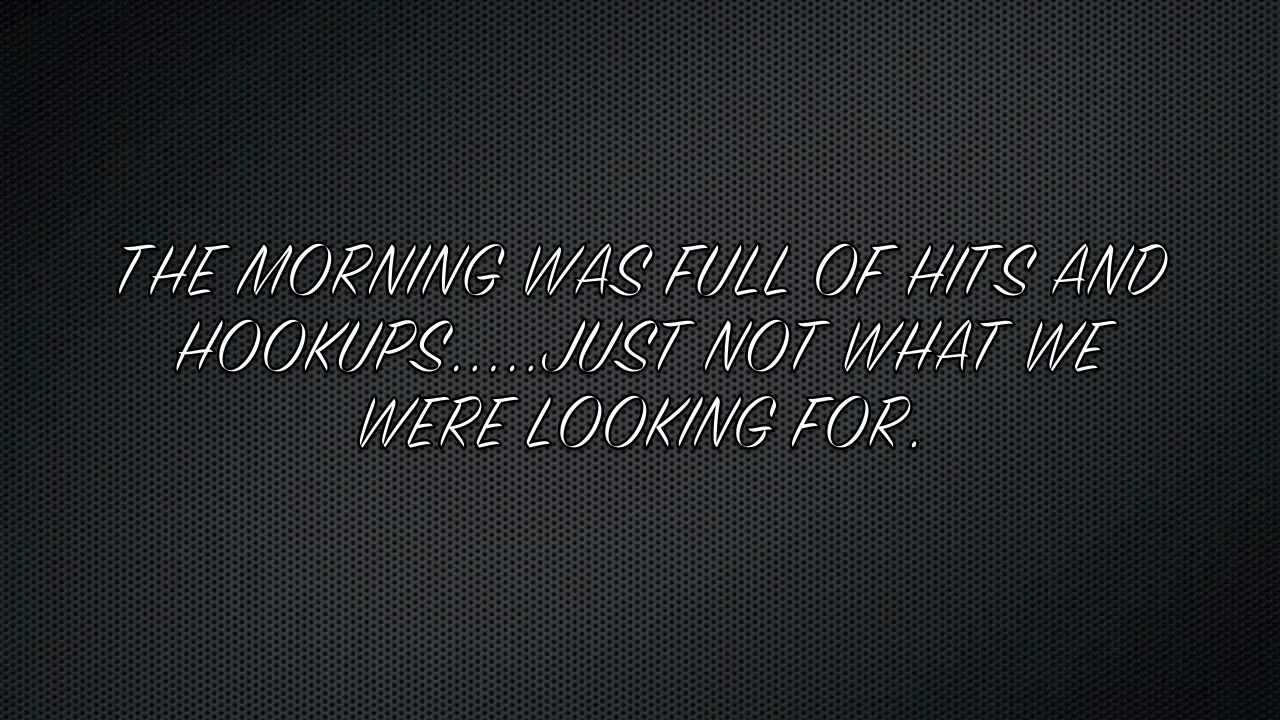 THE MORNING WAS FULL OF HITS AND
HOOKUPS.....JUST NOT WHAT WE
WERE LOOKING FOR.